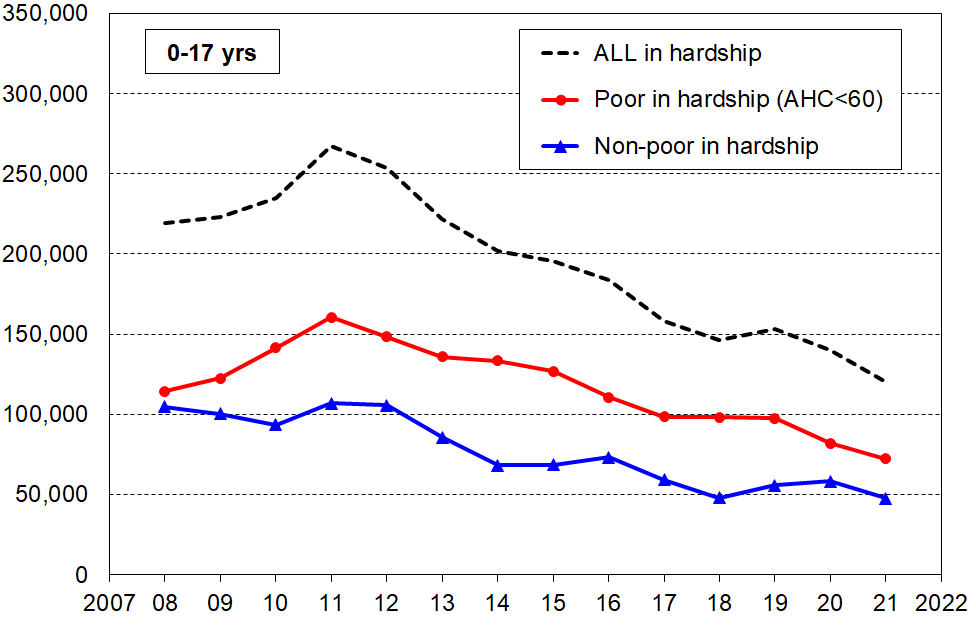 350,000
0-17 yrs
ALL in hardship
Poor in hardship (AHC<60)
Non-poor in hardship
300,000
250,000
200,000
150,000
100,000
50,000
0
2007 08 09 10 11 12 13 14 15 16 17 18 19 20 21 2022